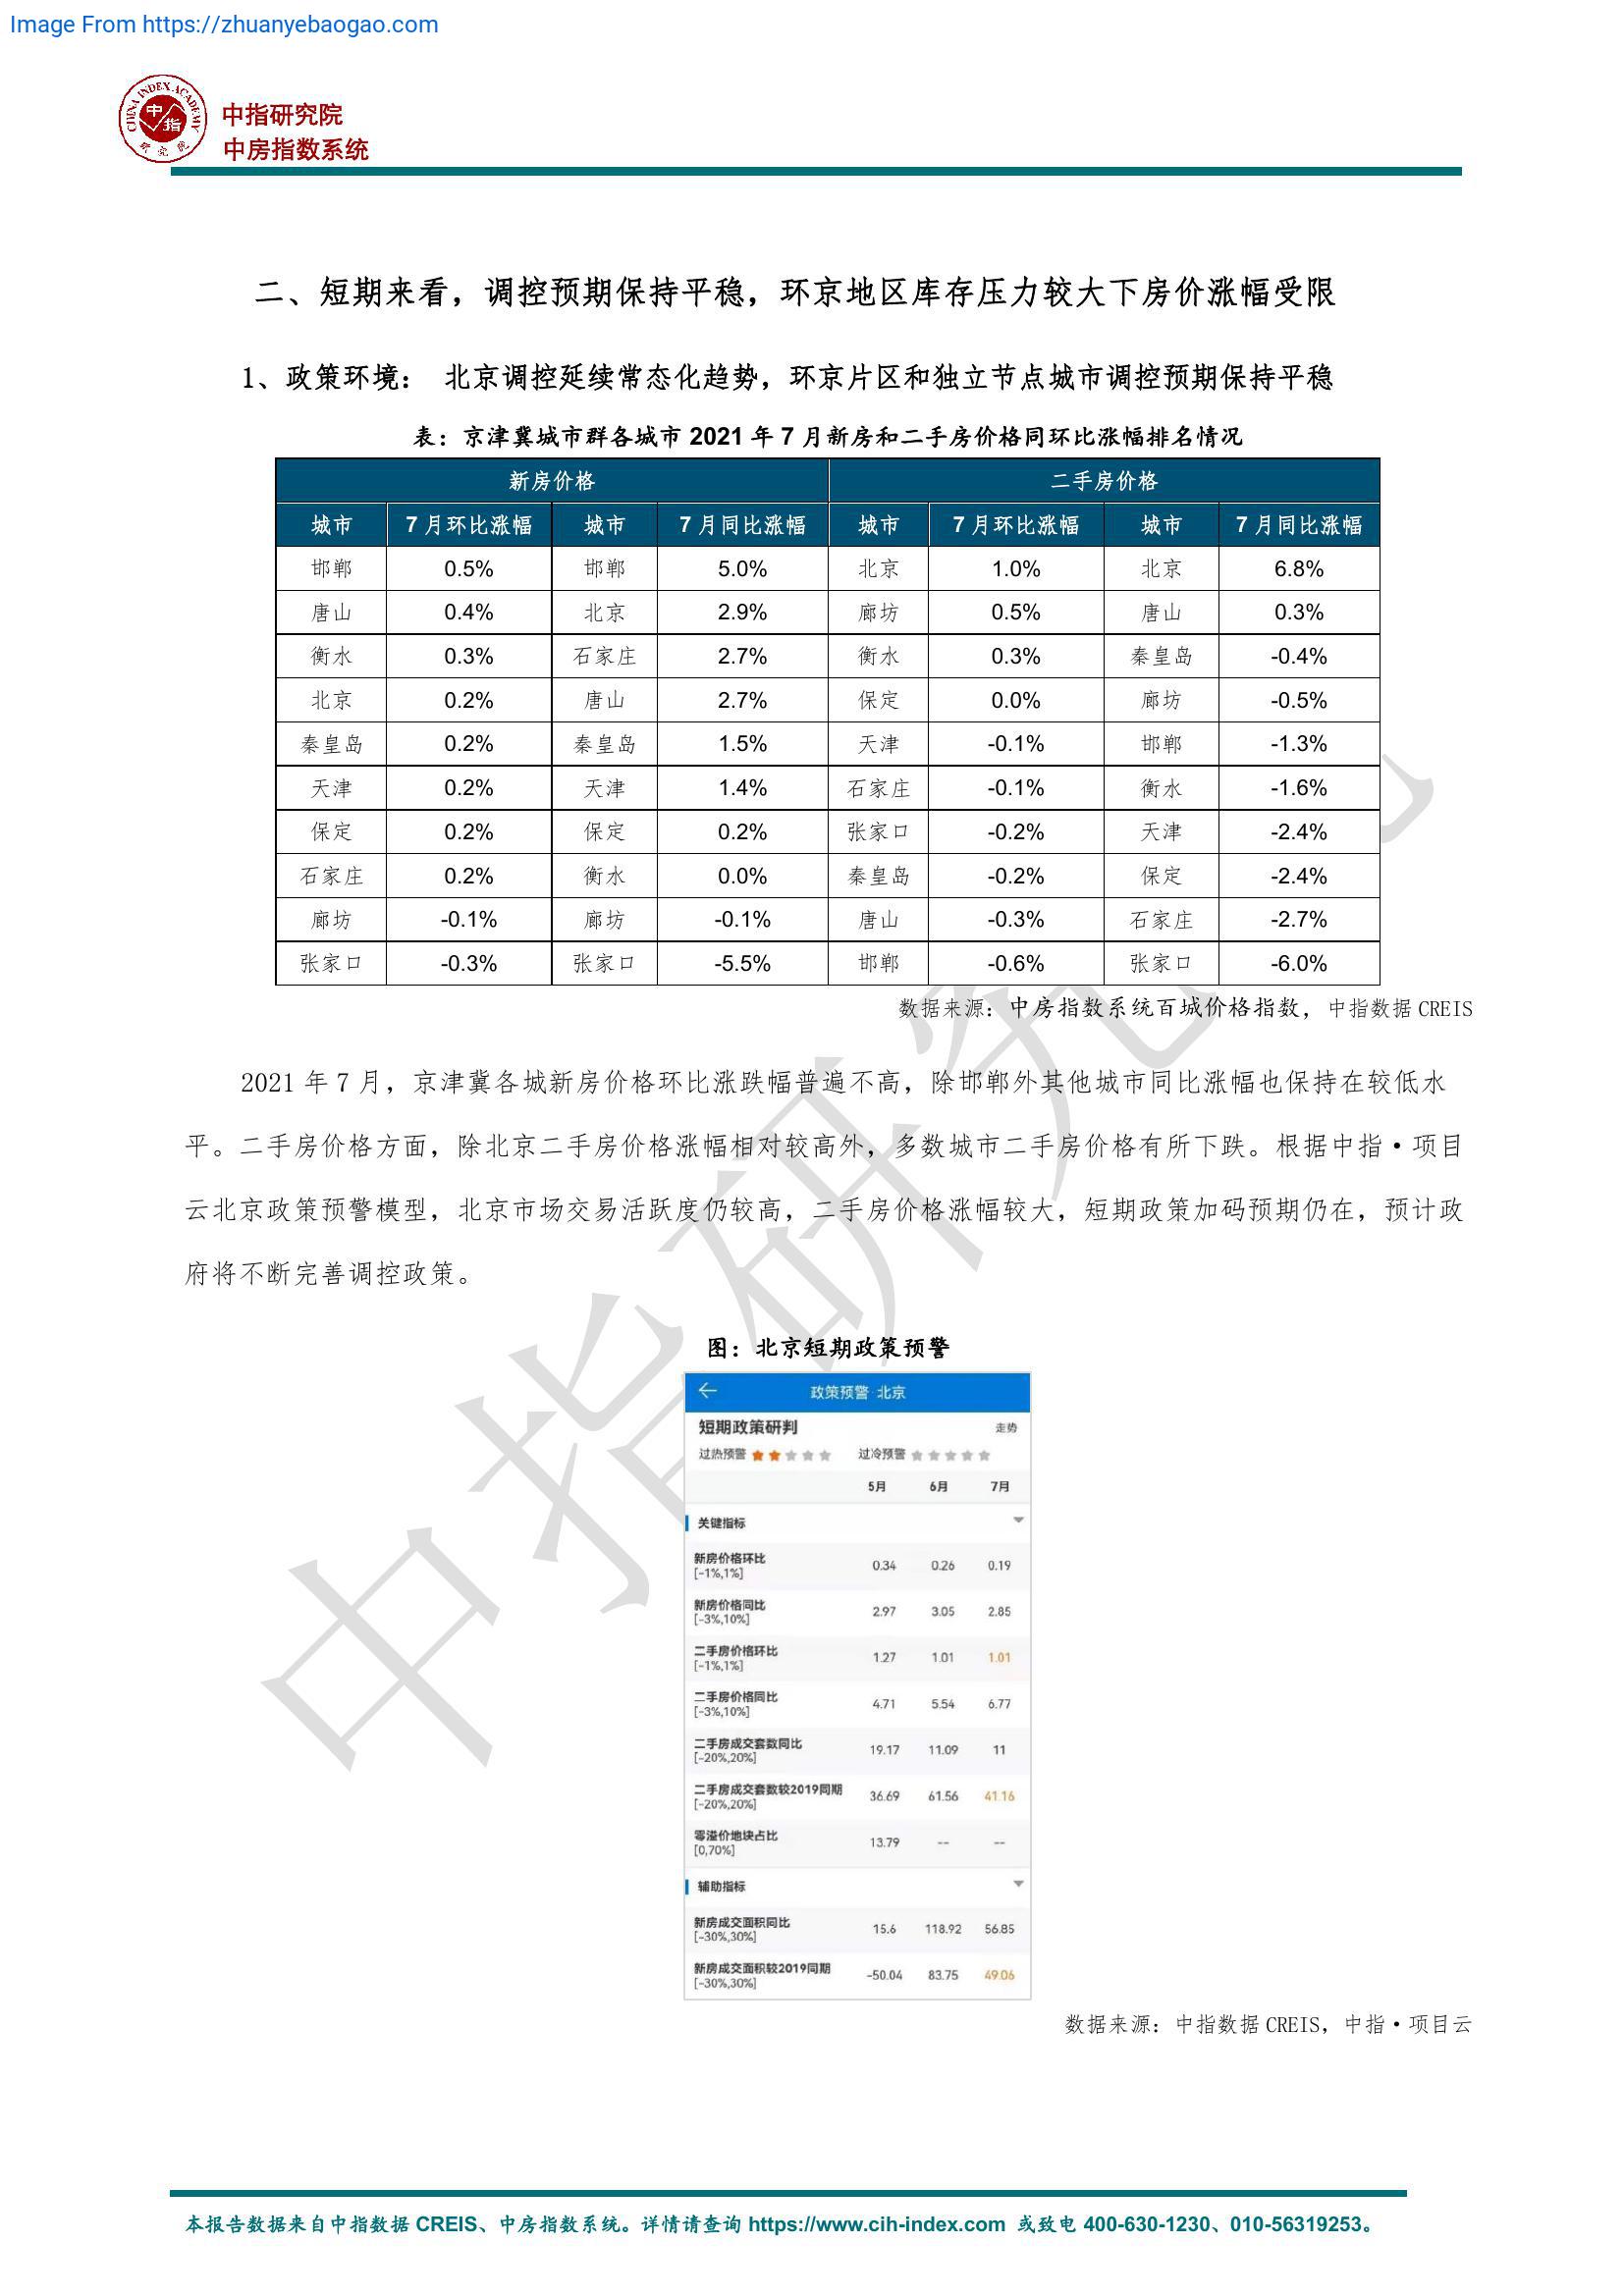 Image From https://zhuanyebaogao.com
CHINA INDEX ACADEMY
中指
研究院
中指研究院
中房指数系统
二、短期来看，调控预期保持平稳，环京地区库存压力较大下房价涨幅受限
1、政策环境： 北京调控延续常态化趋势，环京片区和独立节点城市调控预期保持平稳
表：京津冀城市群各城市 2021 年 7 月新房和二手房价格同环比涨幅排名情况
新房价格 二手房价格
城市 7 月环比涨幅 城市 7 月同比涨幅 城市 7 月环比涨幅 城市 7 月同比涨幅
邯郸 0.5% 邯郸 5.0% 北京 1.0% 北京 6.8%
唐山 0.4% 北京 2.9% 廊坊 0.5% 唐山 0.3%
衡水 0.3% 石家庄 2.7% 衡水 0.3% 秦皇岛 -0.4%
北京 0.2% 唐山 2.7% 保定 0.0% 廊坊 -0.5%
秦皇岛 0.2% 秦皇岛 1.5% 天津 -0.1% 邯郸 -1.3%
天津 0.2% 天津 1.4% 石家庄 -0.1% 衡水 -1.6%
保定 0.2% 保定 0.2% 张家口 -0.2% 天津 -2.4%
石家庄 0.2% 衡水 0.0% 秦皇岛 -0.2% 保定 -2.4%
廊坊 -0.1% 廊坊 -0.1% 唐山 -0.3% 石家庄 -2.7%
张家口 -0.3% 张家口 -5.5% 邯郸 -0.6% 张家口 -6.0%
数据来源：中房指数系统百城价格指数，中指数据 CREIS
2021 年 7 月，京津冀各城新房价格环比涨跌幅普遍不高，除邯郸外其他城市同比涨幅也保持在较低水
平。二手房价格方面，除北京二手房价格涨幅相对较高外，多数城市二手房价格有所下跌。根据中指·项目
云北京政策预警模型，北京市场交易活跃度仍较高，二手房价格涨幅较大，短期政策加码预期仍在，预计政
府将不断完善调控政策。
图：北京短期政策预警
政策预警·北京
短期政策研判 走势
过热预警 过冷预警
5月 6月 7月
关键指标
新房价格环比
[-1%,1%] 0.34 0.26 0.19
新房价格同比
[-3%,10%] 2.97 3.05 2.85
二手房价格环比
[-1%,1%] 1.27 1.01 1.01
二手房价格同比
[-3%,10%] 4.71 5.54 6.77
二手房成交套数同比
[-20%,20%] 19.17 11.09 11
二手房成交套数较2019同期
[-20%,20%] 36.69 61.56 41.16
零溢价地块占比
[0,70%] 13.79 -- --
辅助指标
新房成交面积同比
[-30%,30%] 15.6 118.92 56.85
新房成交面积较2019同期
[-30%,30%] -50.04 83.75 49.06
数据来源：中指数据 CREIS，中指·项目云
中指研究院
本报告数据来自中指数据 CREIS、中房指数系统。详情请查询 https://www.cih-index.com 或致电 400-630-1230、010-56319253。